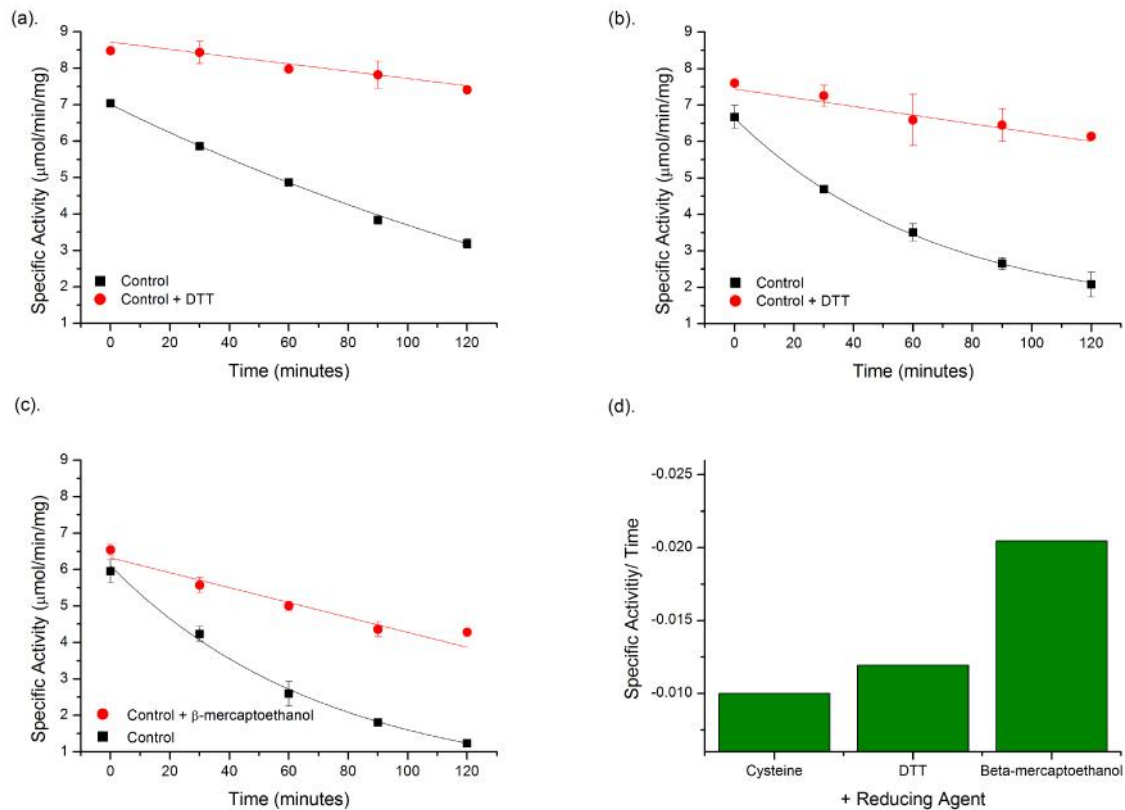 (a).
9
8
7
6
5
4
3
2
1
Specific Activity (μmol/min/mg)
Control
Control + DTT
0 20 40 60 80 100 120
Time (minutes)
(b).
9
8
7
6
5
4
3
2
1
Specific Activity (μmol/min/mg)
Control
Control + DTT
0 20 40 60 80 100 120
Time (minutes)
(c).
9
8
7
6
5
4
3
2
1
Specific Activity (μmol/min/mg)
Control + β-mercaptoethanol
Control
0 20 40 60 80 100 120
Time (minutes)
(d).
-0.025
-0.020
-0.015
-0.010
Specific Activitiy/ Time
Cysteine DTT Beta-mercaptoethanol
+ Reducing Agent